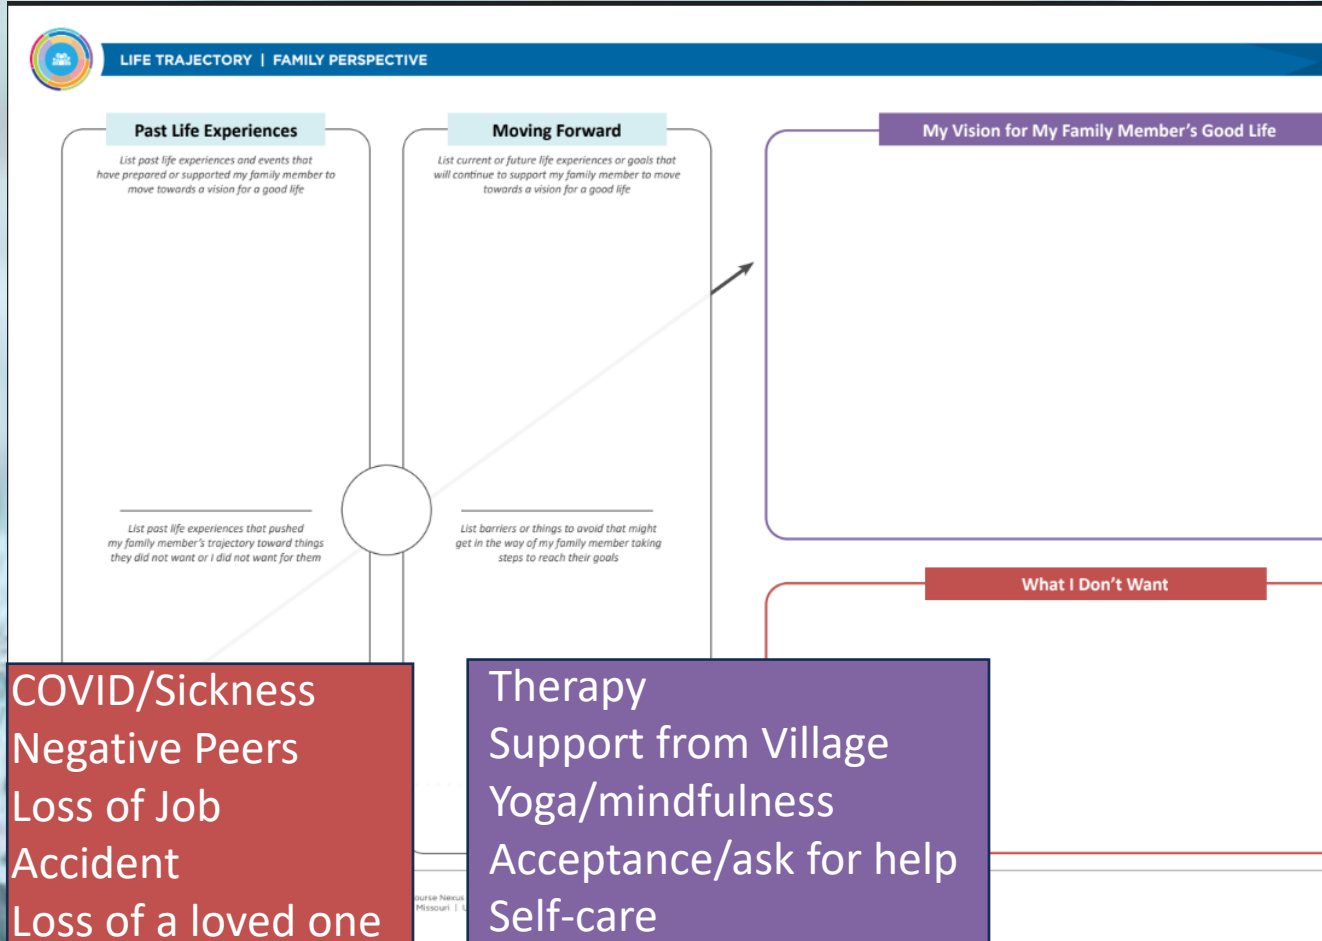 LIFE TRAJECTORY | FAMILY PERSPECTIVE
Past Life Experiences
List past life experiences and events that
have prepared or supported my family member to
move towards a vision for a good life
Moving Forward
List current or future life experiences or goals that
will continue to support my family member to move
towards a vision for a good life
My Vision for My Family Member's Good Life
List past life experiences that pushed
my family member's trajectory toward things
they did not want or I did not want for them
List barriers or things to avoid that might
get in the way of my family member taking
steps to reach their goals
What I Don't Want
COVID/Sickness
Negative Peers
Loss of Job
Accident
Loss of a loved one
Therapy
Support from Village
Yoga/mindfulness
Acceptance/ask for help
Self-care
Nexus
Missouri |